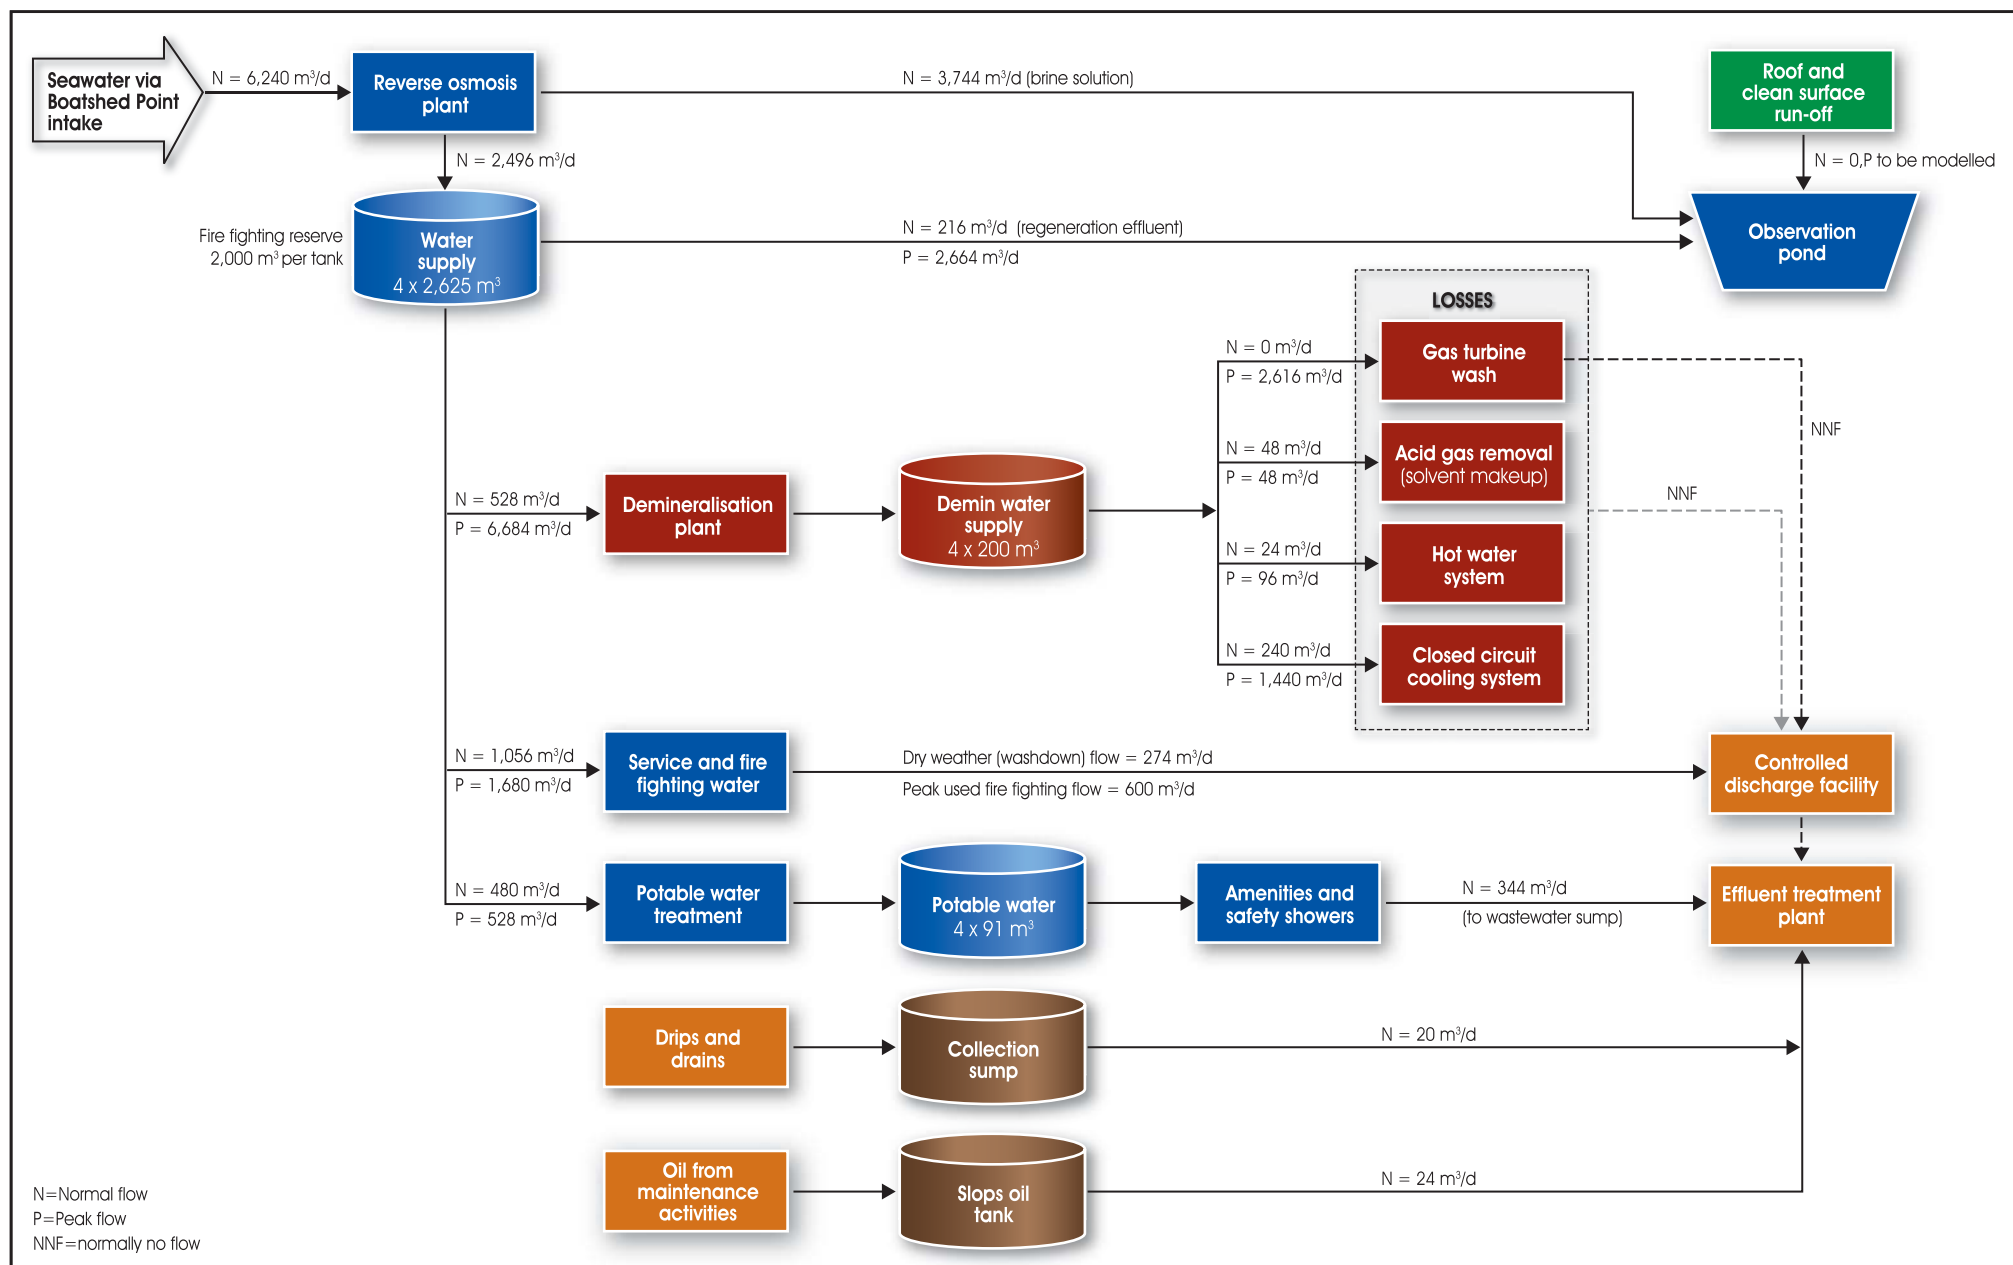 Seawater via
Boatshed Point
intake
N = 6,240 m³/d
Reverse osmosis
plant
N = 3,744 m³/d (brine solution)
Roof and
clean surface
run-off
N = 2,496 m³/d
N = 0,P to be modelled
Fire fighting reserve
2,000 m³ per tank
Water
supply
4 x 2,625 m³
N = 216 m³/d (regeneration effluent)
P = 2,664 m³/d
Observation
pond
LOSSES
N = 0 m³/d
P = 2,616 m³/d
Gas turbine
wash
NNF
N = 48 m³/d
P = 48 m³/d
Acid gas removal
(solvent makeup)
NNF
N = 528 m³/d
P = 6,684 m³/d
Demineralisation
plant
Demin water
supply
4 x 200 m³
N = 24 m³/d
P = 96 m³/d
Hot water
system
N = 240 m³/d
P = 1,440 m³/d
Closed circuit
cooling system
N = 1,056 m³/d
P = 1,680 m³/d
Service and fire
fighting water
Dry weather (washdown) flow = 274 m³/d
Peak used fire fighting flow = 600 m³/d
Controlled
discharge facility
N = 480 m³/d
P = 528 m³/d
Potable water
treatment
Potable water
4 x 91 m³
Amenities and
safety showers
N = 344 m³/d
(to wastewater sump)
Effluent treatment
plant
Drips and
drains
Collection
sump
N = 20 m³/d
Oil from
maintenance
activities
Slops oil
tank
N = 24 m³/d
N=Normal flow
P=Peak flow
NNF=normally no flow